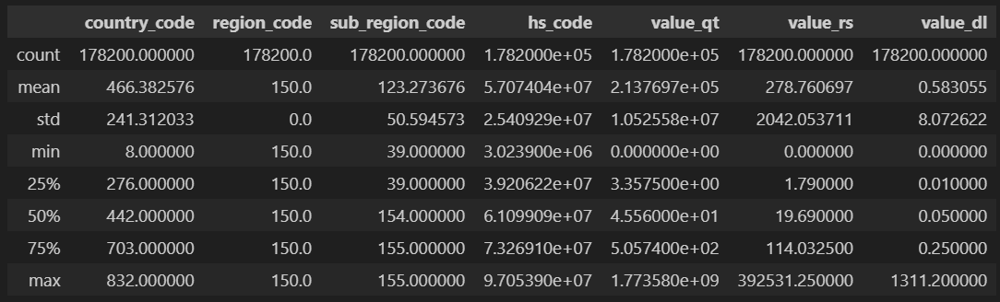 country_code region_code sub_region_code hs_code value_qt value_rs value_dl
count 178200.000000 178200.0 178200.000000 1.782000e+05 1.782000e+05 178200.000000 178200.000000
mean 466.382576 150.0 123.273676 5.707404e+07 2.137697e+05 278.760697 0.583055
std 241.312033 0.0 50.594573 2.540929e+07 1.052558e+07 2042.053711 8.072622
min 8.000000 150.0 39.000000 3.023900e+06 0.000000e+00 0.000000 0.000000
25% 276.000000 150.0 39.000000 3.920622e+07 3.357500e+00 1.790000 0.010000
50% 442.000000 150.0 154.000000 6.109909e+07 4.556000e+01 19.690000 0.050000
75% 703.000000 150.0 155.000000 7.326910e+07 5.057400e+02 114.032500 0.250000
max 832.000000 150.0 155.000000 9.705390e+07 1.773580e+09 392531.250000 1311.200000